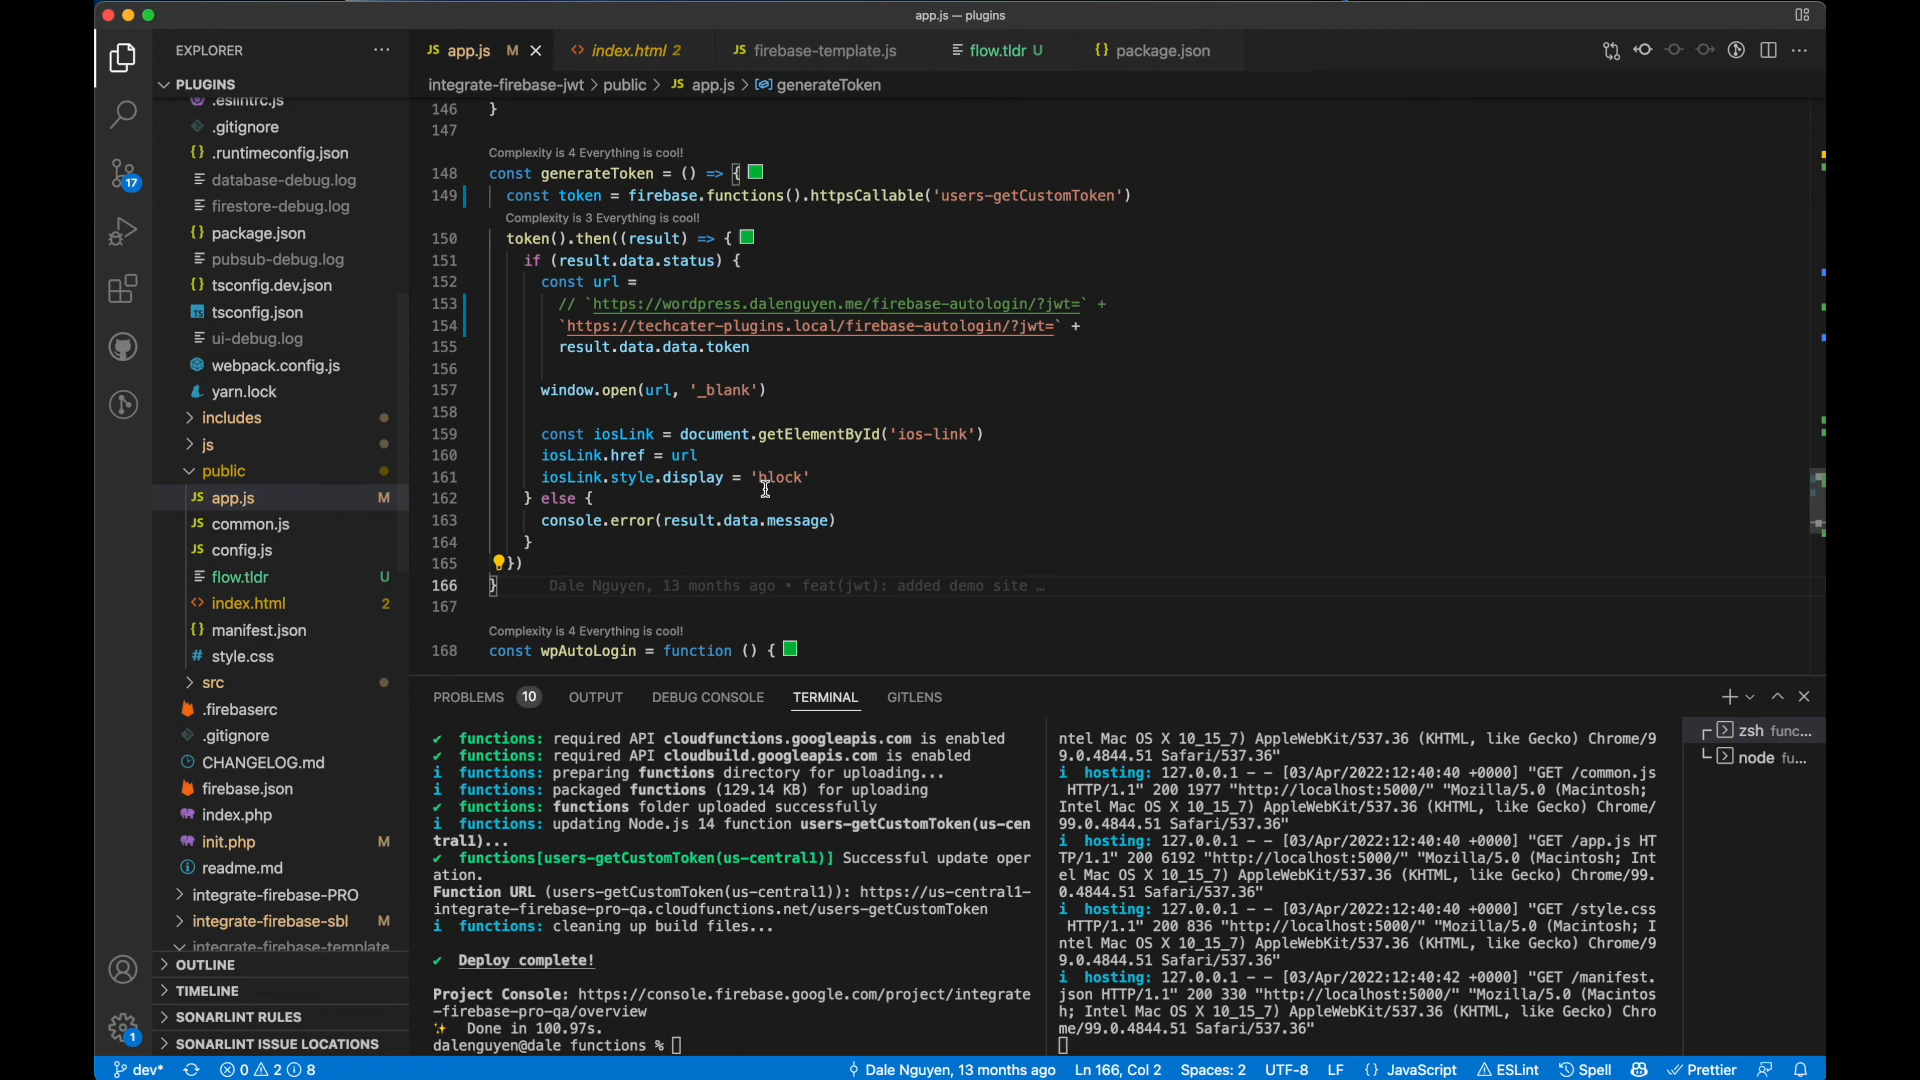 app.js — plugins
EXPLORER
PLUGINS
.eslintrc.js
.gitignore
.runtimeconfig.json
database-debug.log
firestore-debug.log
package.json
pubsub-debug.log
tsconfig.dev.json
tsconfig.json
ui-debug.log
webpack.config.js
yarn.lock
includes
js
public
JS app.js M
JS common.js
JS config.js
flow.tldr U
index.html 2
manifest.json
# style.css
src
.firebaserc
.gitignore
CHANGELOG.md
firebase.json
index.php
init.php M
readme.md
integrate-firebase-PRO
integrate-firebase-sbl M
integrate-firebase-template
OUTLINE
TIMELINE
SONARLINT RULES
SONARLINT ISSUE LOCATIONS
17
1
JS app.js M index.html 2 JS firebase-template.js flow.tldr U package.json
integrate-firebase-jwt > public > JS app.js > generateToken
146 }
147
Complexity is 4 Everything is cool!
148 const generateToken = () => {
149 const token = firebase.functions().httpsCallable('users-getCustomToken')
Complexity is 3 Everything is cool!
150 token().then((result) => {
151 if (result.data.status) {
152 const url =
153 // `https://wordpress.dalenguyen.me/firebase-autologin/?jwt=` +
154 `https://techcater-plugins.local/firebase-autologin/?jwt=` +
155 result.data.data.token
156
157 window.open(url, '_blank')
158
159 const iosLink = document.getElementById('ios-link')
160 iosLink.href = url
161 iosLink.style.display = 'block'
162 } else {
163 console.error(result.data.message)
164 }
165 })
166 } Dale Nguyen, 13 months ago • feat(jwt): added demo site …
167
Complexity is 4 Everything is cool!
168 const wpAutoLogin = function () {
PROBLEMS 10 OUTPUT DEBUG CONSOLE TERMINAL GITLENS
✔ functions: required API cloudfunctions.googleapis.com is enabled
✔ functions: required API cloudbuild.googleapis.com is enabled
i functions: preparing functions directory for uploading...
i functions: packaged functions (129.14 KB) for uploading
✔ functions: functions folder uploaded successfully
i functions: updating Node.js 14 function users-getCustomToken(us-cen
tral1)...
✔ functions[users-getCustomToken(us-central1)] Successful update oper
ation.
Function URL (users-getCustomToken(us-central1)): https://us-central1-
integrate-firebase-pro-qa.cloudfunctions.net/users-getCustomToken
i functions: cleaning up build files...
✔ Deploy complete!
Project Console: https://console.firebase.google.com/project/integrate
-firebase-pro-qa/overview
✨ Done in 100.97s.
dalenguyen@dale functions %
ntel Mac OS X 10_15_7) AppleWebKit/537.36 (KHTML, like Gecko) Chrome/9
9.0.4844.51 Safari/537.36"
i hosting: 127.0.0.1 - - [03/Apr/2022:12:40:40 +0000] "GET /common.js
HTTP/1.1" 200 1977 "http://localhost:5000/" "Mozilla/5.0 (Macintosh;
Intel Mac OS X 10_15_7) AppleWebKit/537.36 (KHTML, like Gecko) Chrome/
99.0.4844.51 Safari/537.36"
i hosting: 127.0.0.1 - - [03/Apr/2022:12:40:40 +0000] "GET /app.js HT
TP/1.1" 200 6192 "http://localhost:5000/" "Mozilla/5.0 (Macintosh; Int
el Mac OS X 10_15_7) AppleWebKit/537.36 (KHTML, like Gecko) Chrome/99.
0.4844.51 Safari/537.36"
i hosting: 127.0.0.1 - - [03/Apr/2022:12:40:40 +0000] "GET /style.css
HTTP/1.1" 200 836 "http://localhost:5000/" "Mozilla/5.0 (Macintosh; I
ntel Mac OS X 10_15_7) AppleWebKit/537.36 (KHTML, like Gecko) Chrome/9
9.0.4844.51 Safari/537.36"
i hosting: 127.0.0.1 - - [03/Apr/2022:12:40:42 +0000] "GET /manifest.
json HTTP/1.1" 200 330 "http://localhost:5000/" "Mozilla/5.0 (Macintos
h; Intel Mac OS X 10_15_7) AppleWebKit/537.36 (KHTML, like Gecko) Chro
me/99.0.4844.51 Safari/537.36"
zsh func...
node fu...
dev* 0 2 8 Dale Nguyen, 13 months ago Ln 166, Col 2 Spaces: 2 UTF-8 LF {} JavaScript ESLint Spell Prettier